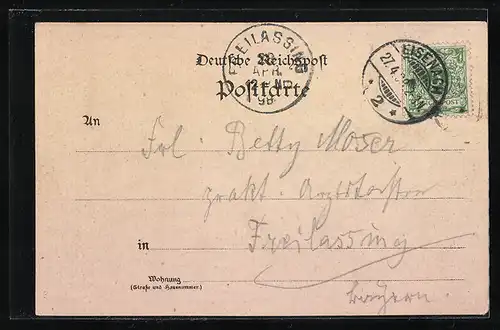 Deutsche Reichspost
Postkarte
FREILASSING
APR.
98
EISENACH
27.4
* 2 *
An
Frl. Betty Moser
prakt.
in
Freilassing
Bayern.
Wohnung
(Straße und Hausnummer)